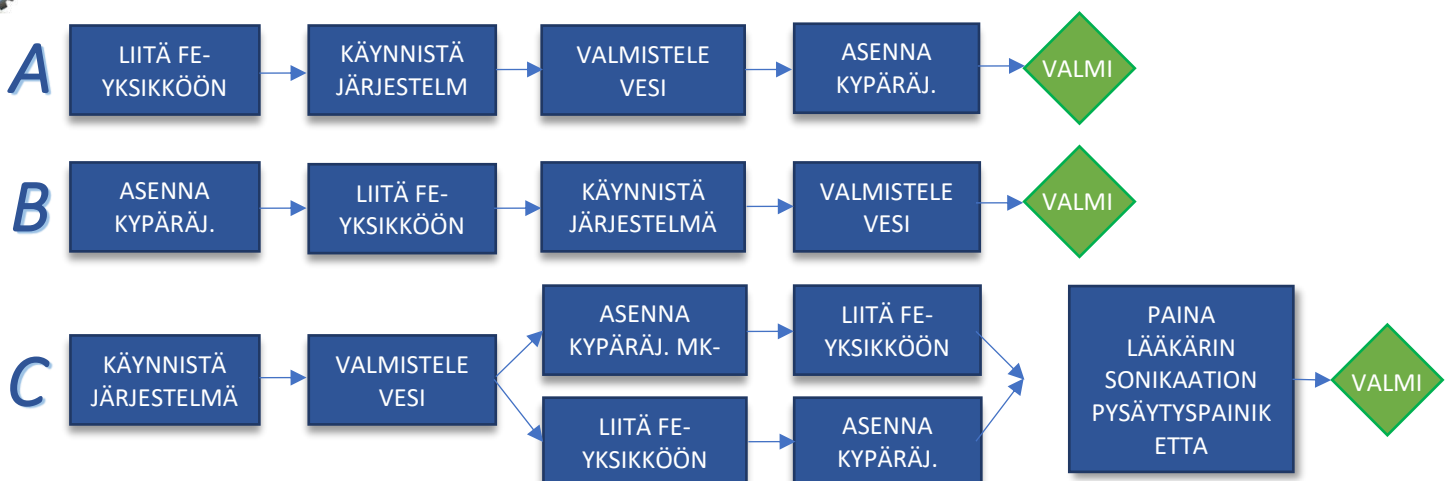 A
LIITÄ FE-
YKSIKKÖÖN
KÄYNNISTÄ
JÄRJESTELM
VALMISTELE
VESI
ASENNA
KYPÄRÄJ.
VALMI
B
ASENNA
KYPÄRÄJ.
LIITÄ FE-
YKSIKKÖÖN
KÄYNNISTÄ
JÄRJESTELMÄ
VALMISTELE
VESI
VALMI
C
KÄYNNISTÄ
JÄRJESTELMÄ
VALMISTELE
VESI
ASENNA
KYPÄRÄJ. MK-
LIITÄ FE-
YKSIKKÖÖN
LIITÄ FE-
YKSIKKÖÖN
ASENNA
KYPÄRÄJ.
PAINA
LÄÄKÄRIN
SONIKAATION
PYSÄYTYSPAINIK
ETTA
VALMI